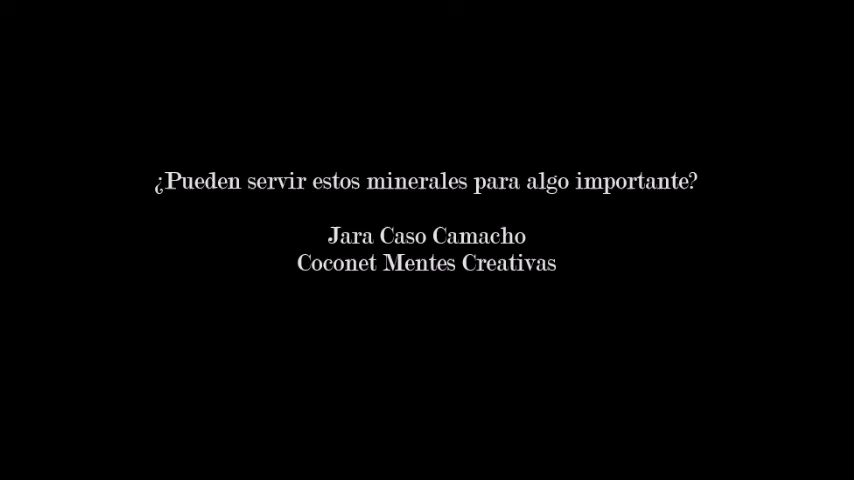 ¿Pueden servir estos minerales para algo importante?
Jara Caso Camacho
Coconet Mentes Creativas